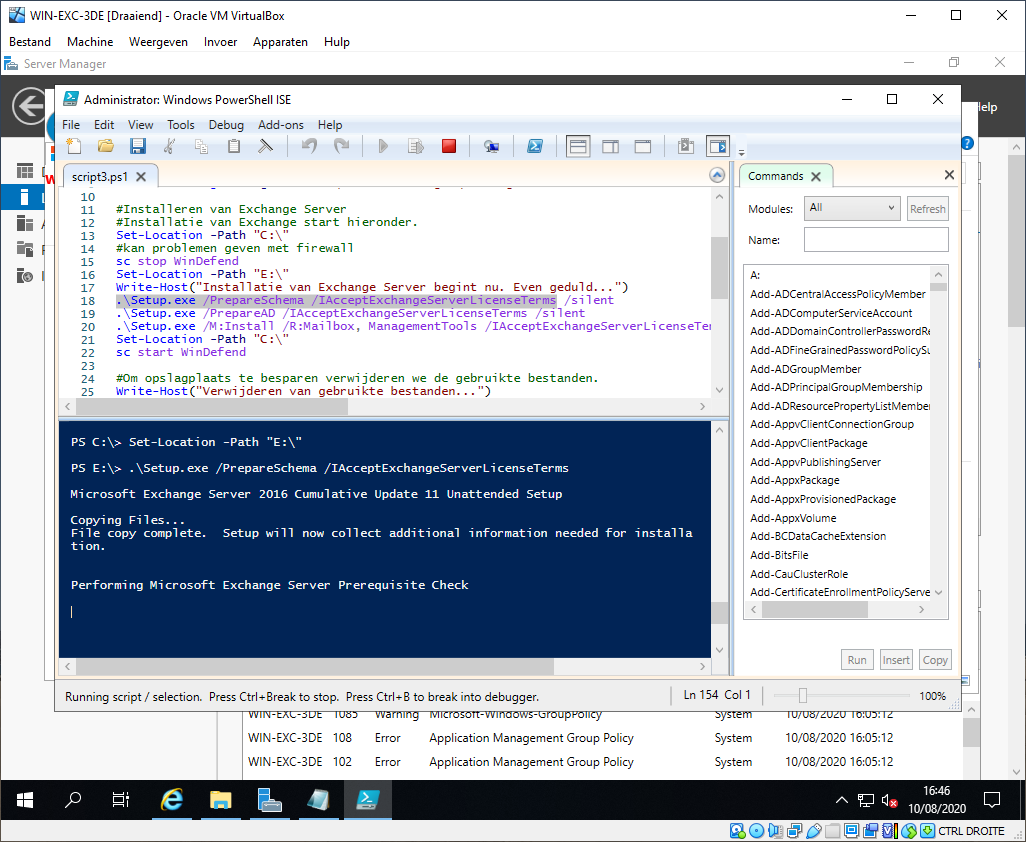 WIN-EXC-3DE [Draaiend] - Oracle VM VirtualBox
Bestand Machine Weergeven Invoer Apparaten Hulp
Server Manager
Help
Administrator: Windows PowerShell ISE
File Edit View Tools Debug Add-ons Help
script3.ps1
10
11 #Installeren van Exchange Server
12 #Installatie van Exchange start hieronder.
13 Set-Location -Path "C:\"
14 #kan problemen geven met firewall
15 sc stop WinDefend
16 Set-Location -Path "E:\"
17 Write-Host("Installatie van Exchange Server begint nu. Even geduld...")
18 .\Setup.exe /PrepareSchema /IAcceptExchangeServerLicenseTerms /silent
19 .\Setup.exe /PrepareAD /IAcceptExchangeServerLicenseTerms /silent
20 .\Setup.exe /M:Install /R:Mailbox, ManagementTools /IAcceptExchangeServerLicenseTer
21 Set-Location -Path "C:\"
22 sc start WinDefend
23
24 #Om opslagplaats te besparen verwijderen we de gebruikte bestanden.
25 Write-Host("Verwijderen van gebruikte bestanden...")
PS C:\> Set-Location -Path "E:\"
PS E:\> .\Setup.exe /PrepareSchema /IAcceptExchangeServerLicenseTerms
Microsoft Exchange Server 2016 Cumulative Update 11 Unattended Setup
Copying Files...
File copy complete. Setup will now collect additional information needed for installa
tion.
Performing Microsoft Exchange Server Prerequisite Check
Commands
Modules: All Refresh
Name:
A:
Add-ADCentralAccessPolicyMember
Add-ADComputerServiceAccount
Add-ADDomainControllerPasswordRe
Add-ADFineGrainedPasswordPolicySu
Add-ADGroupMember
Add-ADPrincipalGroupMembership
Add-ADResourcePropertyListMember
Add-AppvClientConnectionGroup
Add-AppvClientPackage
Add-AppvPublishingServer
Add-AppxPackage
Add-AppxProvisionedPackage
Add-AppxVolume
Add-BCDataCacheExtension
Add-BitsFile
Add-CauClusterRole
Add-CertificateEnrollmentPolicyServe
Run Insert Copy
Running script / selection. Press Ctrl+Break to stop. Press Ctrl+B to break into debugger.
Ln 154 Col 1 100%
WIN-EXC-3DE 1085 Warning Microsoft-Windows-GroupPolicy System 10/08/2020 16:05:12
WIN-EXC-3DE 108 Error Application Management Group Policy System 10/08/2020 16:05:12
WIN-EXC-3DE 102 Error Application Management Group Policy System 10/08/2020 16:05:12
16:46
10/08/2020
CTRL DROITE